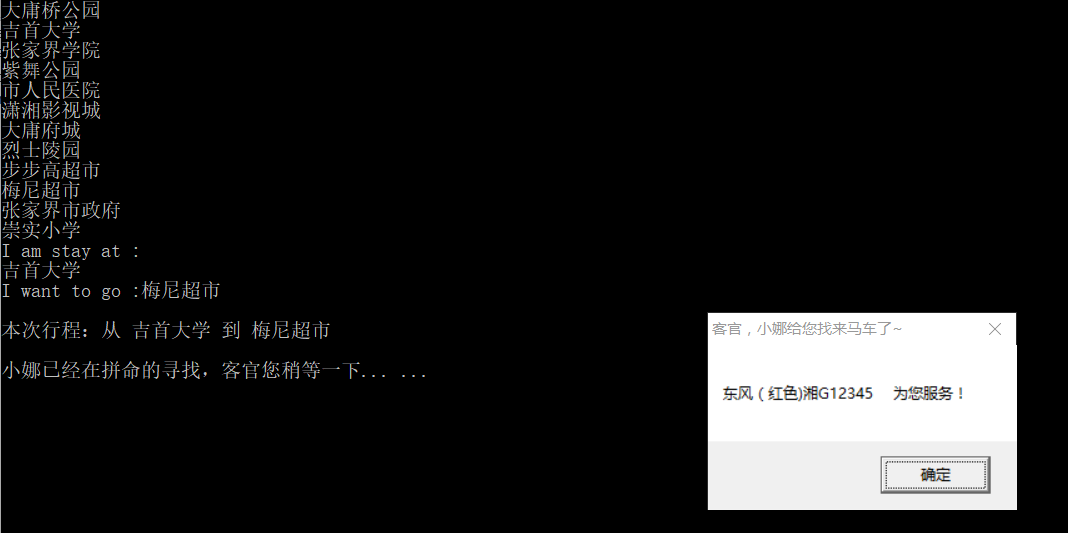 大庸桥公园
吉首大学
张家界学院
紫舞公园
市人民医院
潇湘影视城
大庸府城
烈士陵园
步步高超市
梅尼超市
张家界市政府
崇实小学
I am stay at :
吉首大学
I want to go :梅尼超市
本次行程：从 吉首大学 到 梅尼超市
小娜已经在拼命的寻找，客官您稍等一下... ...
客官，小娜给您找来马车了~
东风（红色)湘G12345    为您服务！
确定